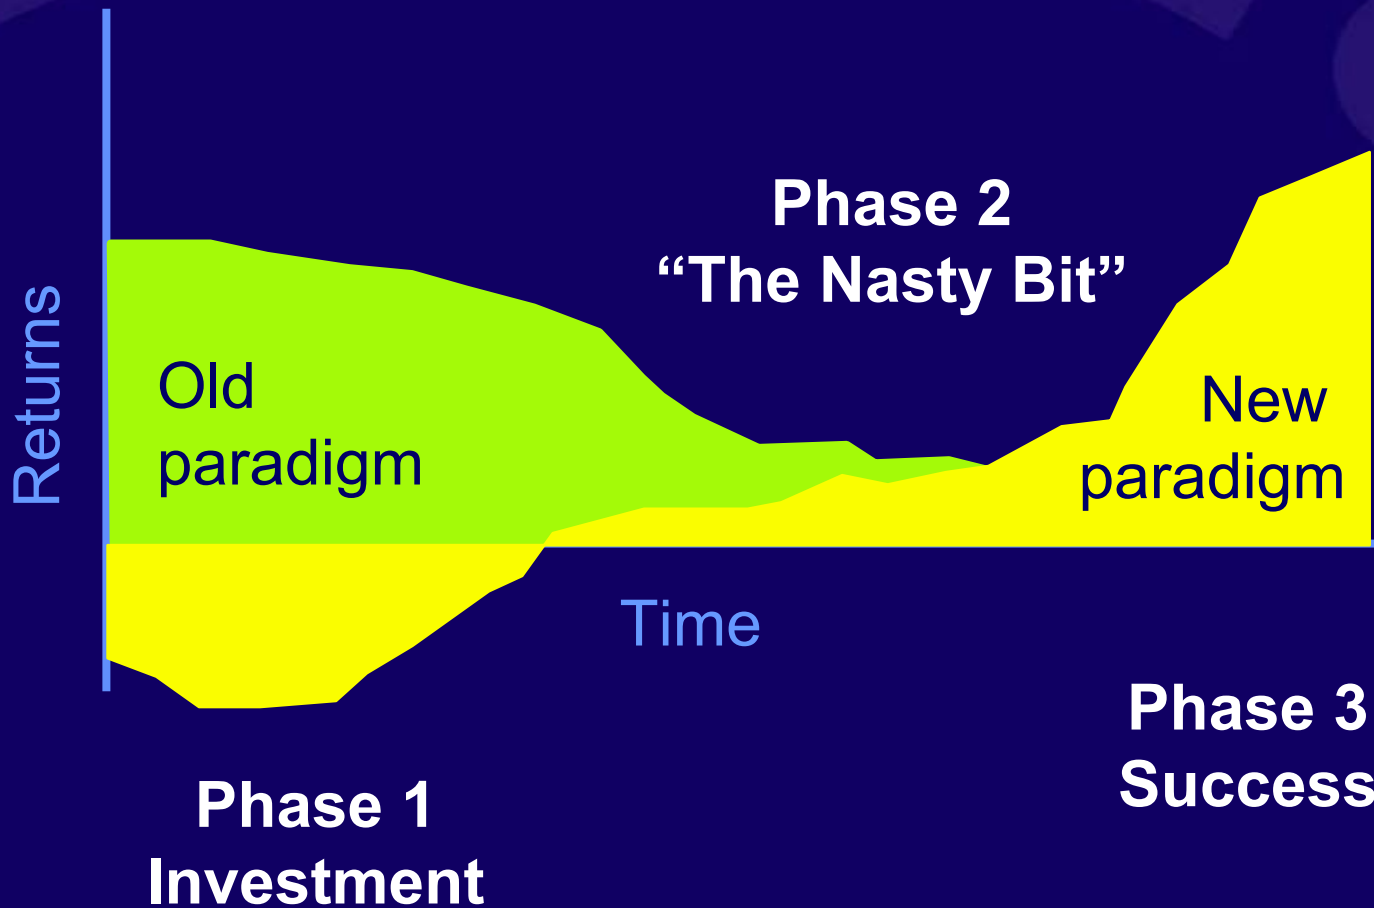 Phase 2
“The Nasty Bit”
Returns
Old
paradigm
New
paradigm
Time
Phase 3
Success
Phase 1
Investment